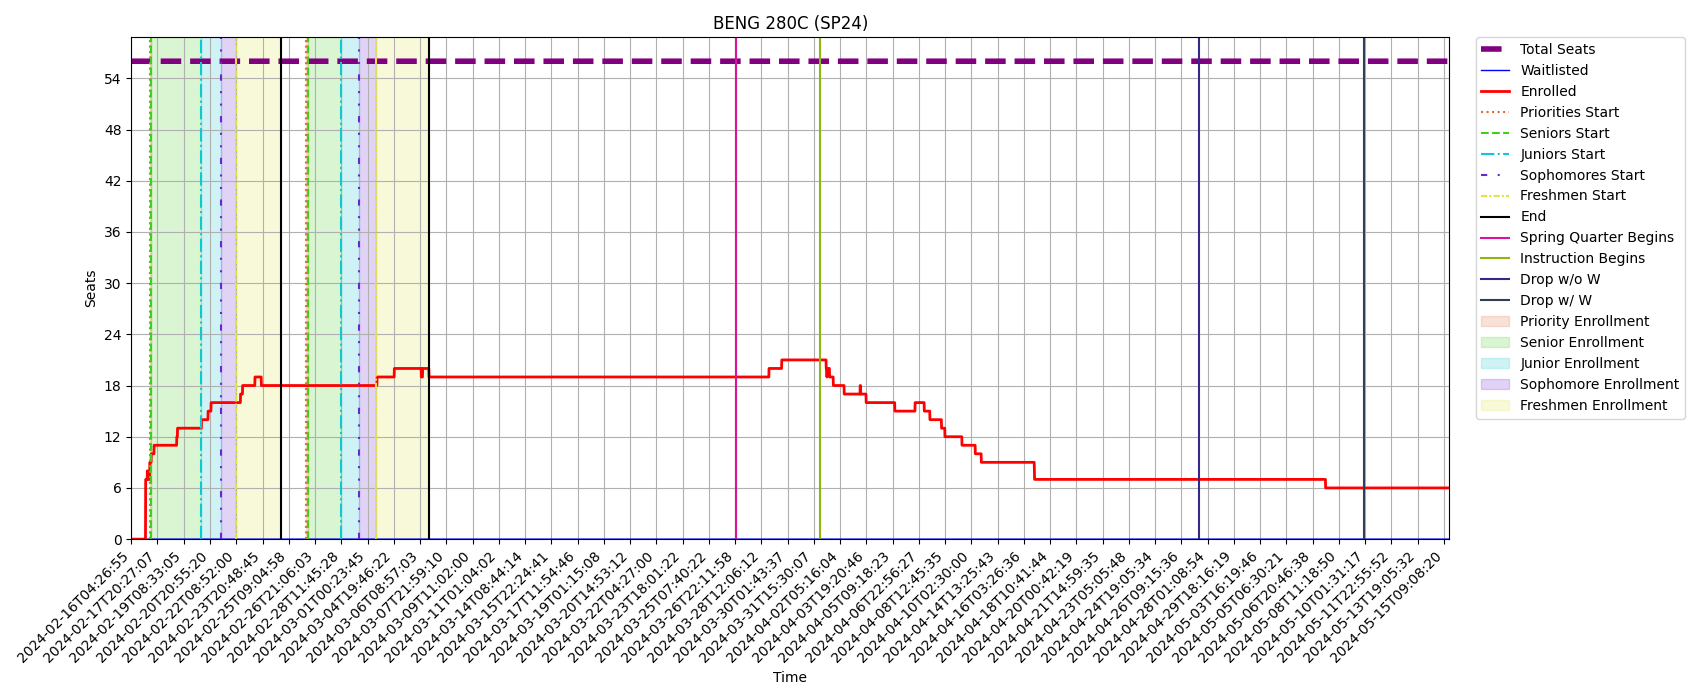 BENG 280C (SP24)
Total Seats
Waitlisted
Enrolled
Priorities Start
Seniors Start
Juniors Start
Sophomores Start
Freshmen Start
End
Spring Quarter Begins
Instruction Begins
Drop w/o W
Drop w/ W
Priority Enrollment
Senior Enrollment
Junior Enrollment
Sophomore Enrollment
Freshmen Enrollment
Seats
54
48
42
36
30
24
18
12
6
0
2024-02-16T04:26:55
2024-02-17T20:27:07
2024-02-19T08:33:05
2024-02-20T20:55:20
2024-02-22T08:52:00
2024-02-23T20:48:45
2024-02-25T09:04:58
2024-02-26T21:06:03
2024-02-28T11:45:28
2024-03-01T00:23:45
2024-03-04T19:46:22
2024-03-06T08:57:03
2024-03-07T21:59:10
2024-03-09T11:02:00
2024-03-11T01:04:02
2024-03-14T08:44:14
2024-03-15T22:24:41
2024-03-17T11:54:46
2024-03-19T01:15:08
2024-03-20T14:53:12
2024-03-22T04:27:00
2024-03-23T18:01:22
2024-03-25T07:40:22
2024-03-26T22:11:58
2024-03-28T12:06:12
2024-03-30T01:43:37
2024-03-31T15:30:07
2024-04-02T05:16:04
2024-04-03T19:20:46
2024-04-05T09:18:23
2024-04-06T22:56:27
2024-04-08T12:45:35
2024-04-10T02:30:00
2024-04-14T13:25:43
2024-04-16T03:26:36
2024-04-18T10:41:44
2024-04-20T00:42:19
2024-04-21T14:59:35
2024-04-23T05:05:48
2024-04-24T19:05:34
2024-04-26T09:15:36
2024-04-28T01:08:54
2024-04-29T18:16:19
2024-05-03T16:19:46
2024-05-05T06:30:21
2024-05-06T20:46:38
2024-05-08T11:18:50
2024-05-10T01:31:17
2024-05-11T22:55:52
2024-05-13T19:05:32
2024-05-15T09:08:20
Time